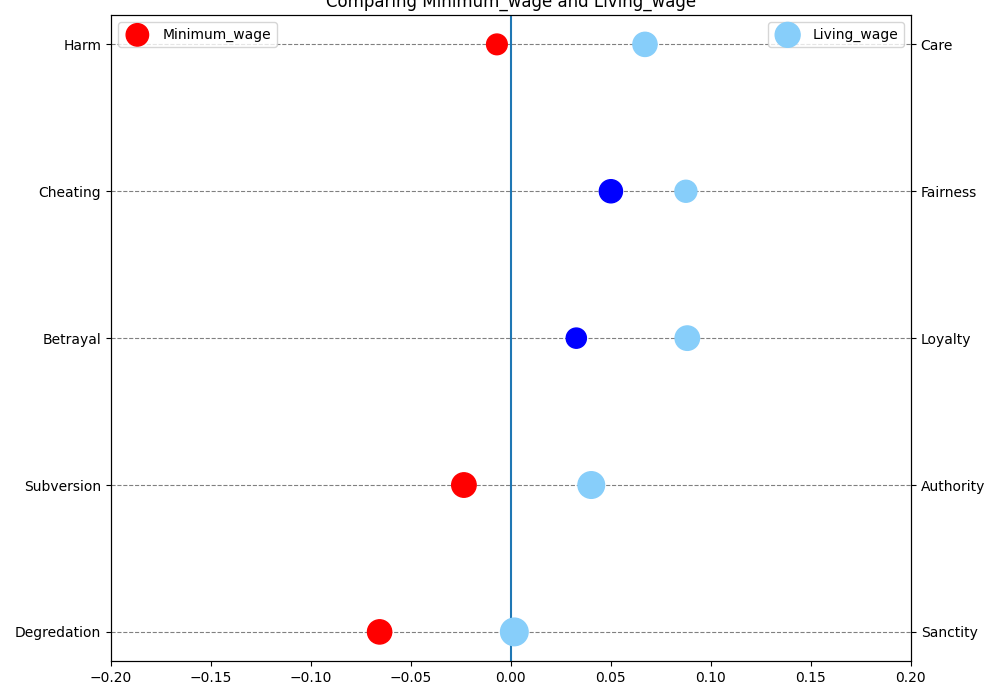 Comparing Minimum_wage and Living_wage
Minimum_wage
Living_wage
Harm
Care
Cheating
Fairness
Betrayal
Loyalty
Subversion
Authority
Degredation
Sanctity
−0.20 −0.15 −0.10 −0.05 0.00 0.05 0.10 0.15 0.20